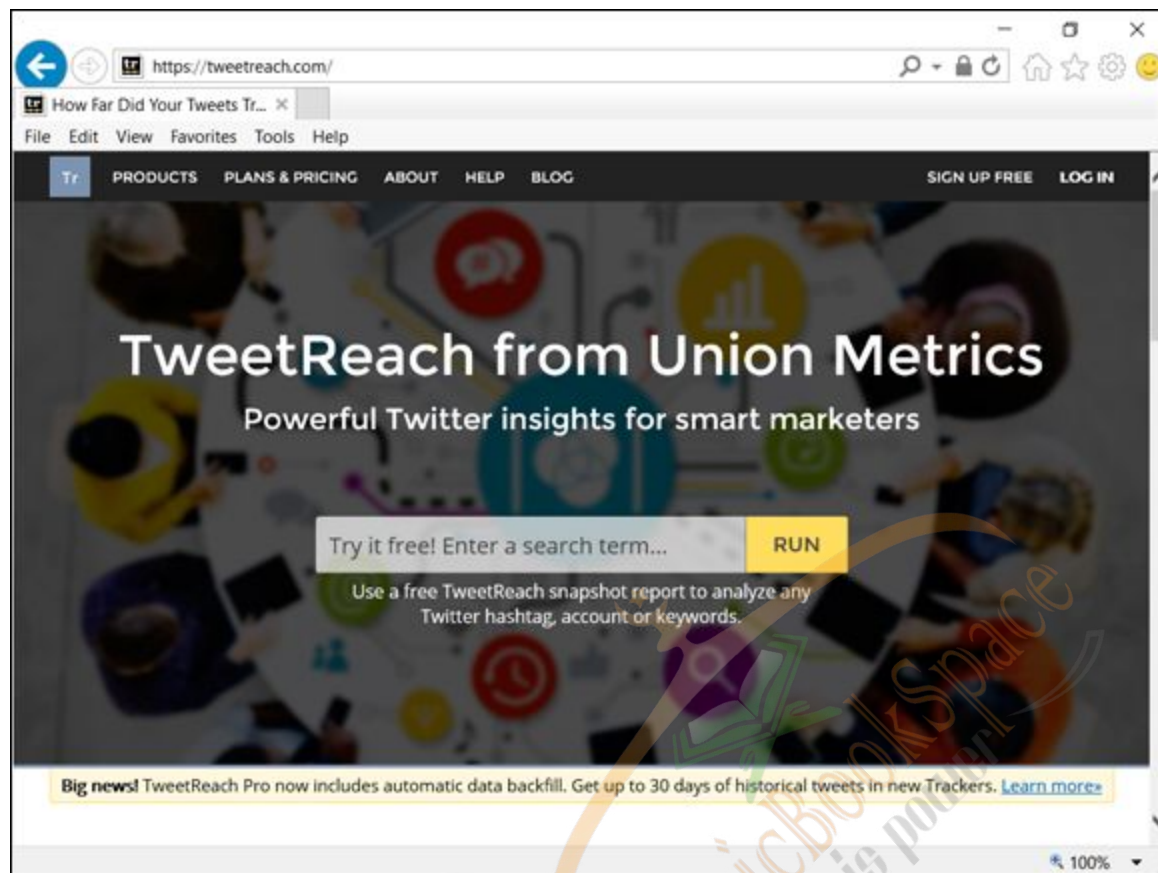 https://tweetreach.com/
tr How Far Did Your Tweets Tr...
File Edit View Favorites Tools Help
Tr PRODUCTS PLANS & PRICING ABOUT HELP BLOG SIGN UP FREE LOG IN
TweetReach from Union Metrics
Powerful Twitter insights for smart marketers
Try it free! Enter a search term... RUN
Use a free TweetReach snapshot report to analyze any
Twitter hashtag, account or keywords.
Big news! TweetReach Pro now includes automatic data backfill. Get up to 30 days of historical tweets in new Trackers. Learn more»
100%